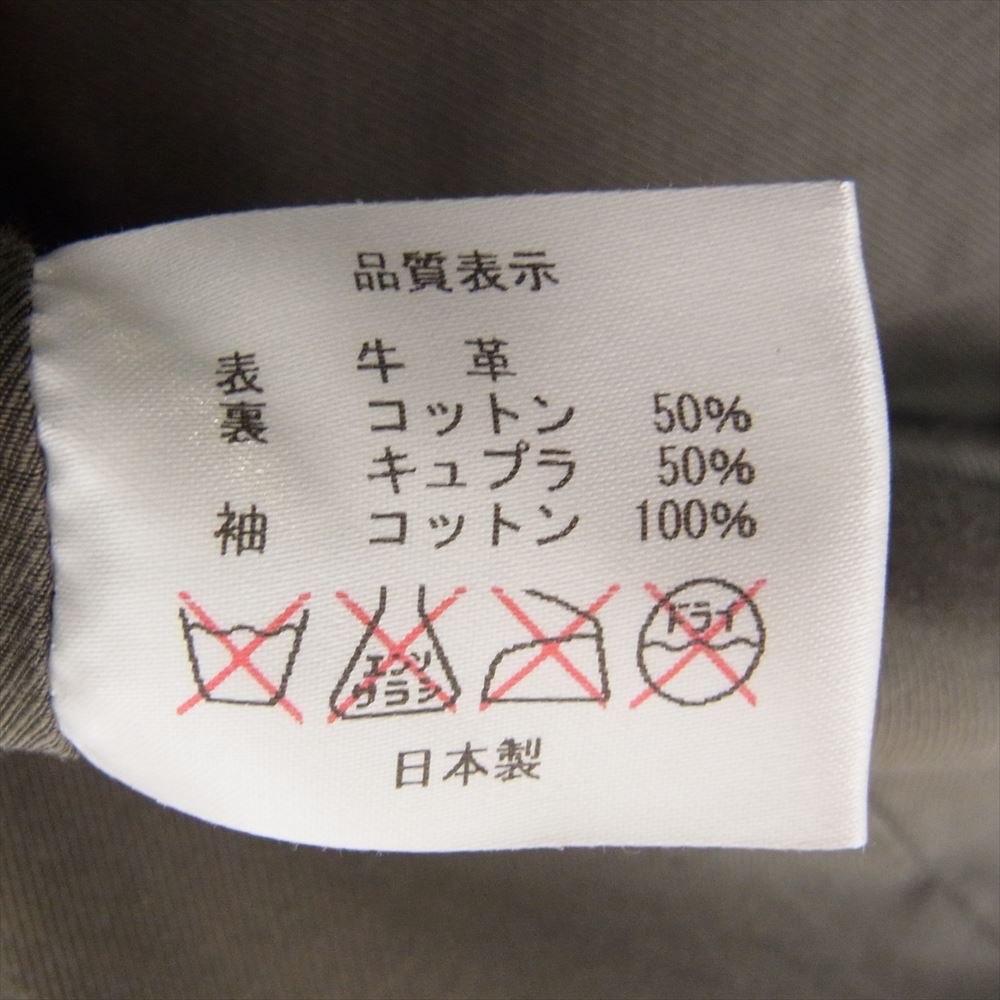 品質表示
表 牛 革
裏 コットン 50%
キュプラ 50%
袖 コットン 100%
エンソ
サラシ
ドライ
日本製